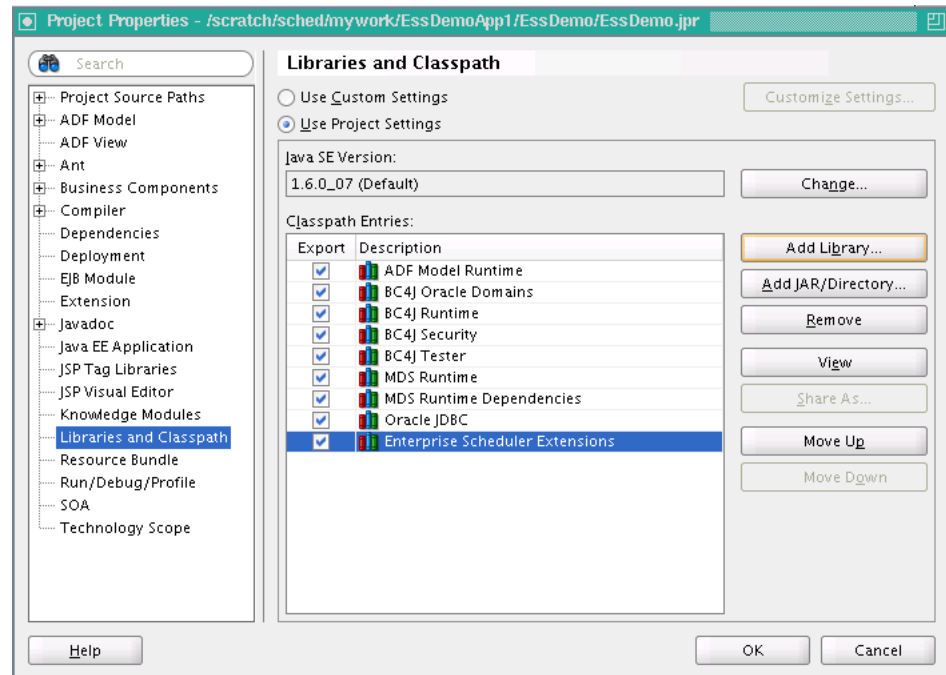 Project Properties - /scratch/sched/mywork/EssDemoApp1/EssDemo/EssDemo.jpr
Search
Project Source Paths
ADF Model
ADF View
Ant
Business Components
Compiler
Dependencies
Deployment
EJB Module
Extension
Javadoc
Java EE Application
JSP Tag Libraries
JSP Visual Editor
Knowledge Modules
Libraries and Classpath
Resource Bundle
Run/Debug/Profile
SOA
Technology Scope
Libraries and Classpath
Use Custom Settings
Customize Settings...
Use Project Settings
Java SE Version:
1.6.0_07 (Default)
Change...
Classpath Entries:
Export Description
ADF Model Runtime
BC4J Oracle Domains
BC4J Runtime
BC4J Security
BC4J Tester
MDS Runtime
MDS Runtime Dependencies
Oracle JDBC
Enterprise Scheduler Extensions
Add Library...
Add JAR/Directory...
Remove
View
Share As...
Move Up
Move Down
Help
OK
Cancel